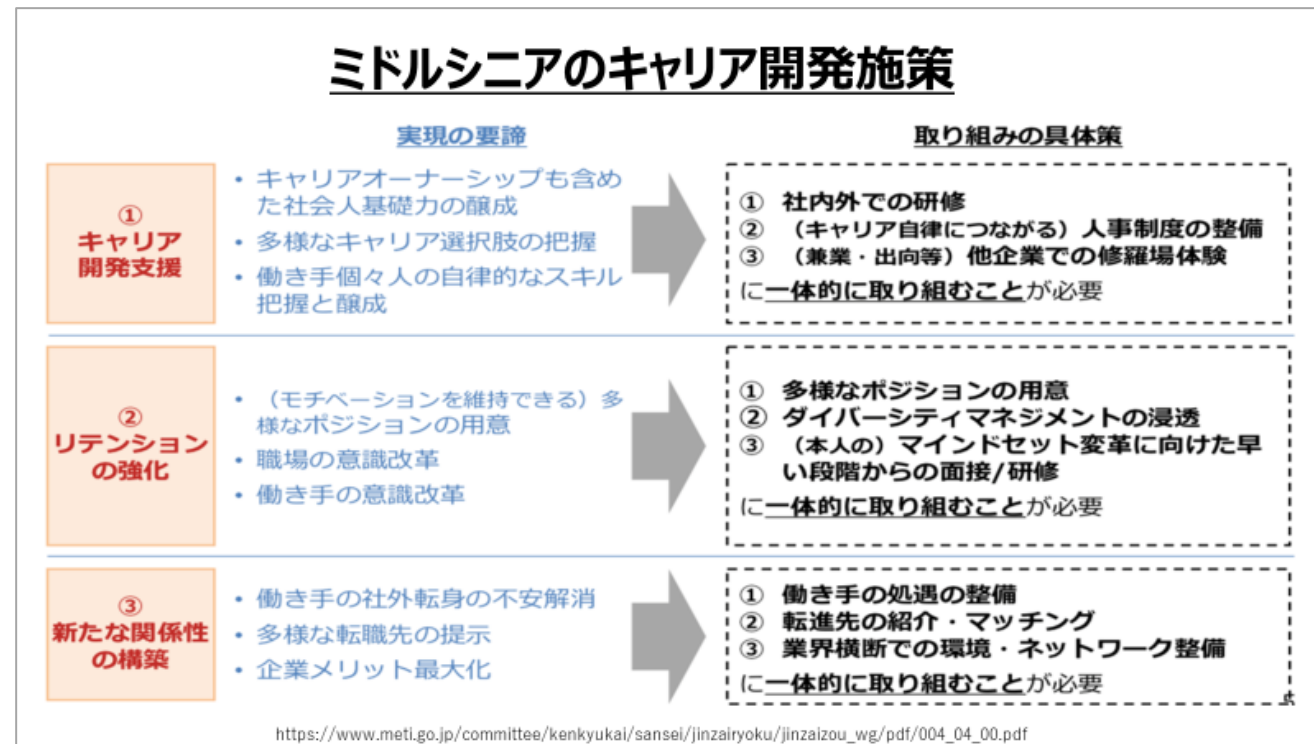 ミドルシニアのキャリア開発施策
実現の要諦
取り組みの具体策
①
キャリア
開発支援
• キャリアオーナーシップも含め
た社会人基礎力の醸成
• 多様なキャリア選択肢の把握
• 働き手個々人の自律的なスキル
把握と醸成
① 社内外での研修
② （キャリア自律につながる）人事制度の整備
③ （兼業・出向等）他企業での修羅場体験
に一体的に取り組むことが必要
②
リテンション
の強化
• （モチベーションを維持できる）多
様なポジションの用意
• 職場の意識改革
• 働き手の意識改革
① 多様なポジションの用意
② ダイバーシティマネジメントの浸透
③ （本人の）マインドセット変革に向けた早
い段階からの面接/研修
に一体的に取り組むことが必要
③
新たな関係性
の構築
• 働き手の社外転身の不安解消
• 多様な転職先の提示
• 企業メリット最大化
① 働き手の処遇の整備
② 転進先の紹介・マッチング
③ 業界横断での環境・ネットワーク整備
に一体的に取り組むことが必要
https://www.meti.go.jp/committee/kenkyukai/sansei/jinzairyoku/jinzaizou_wg/pdf/004_04_00.pdf